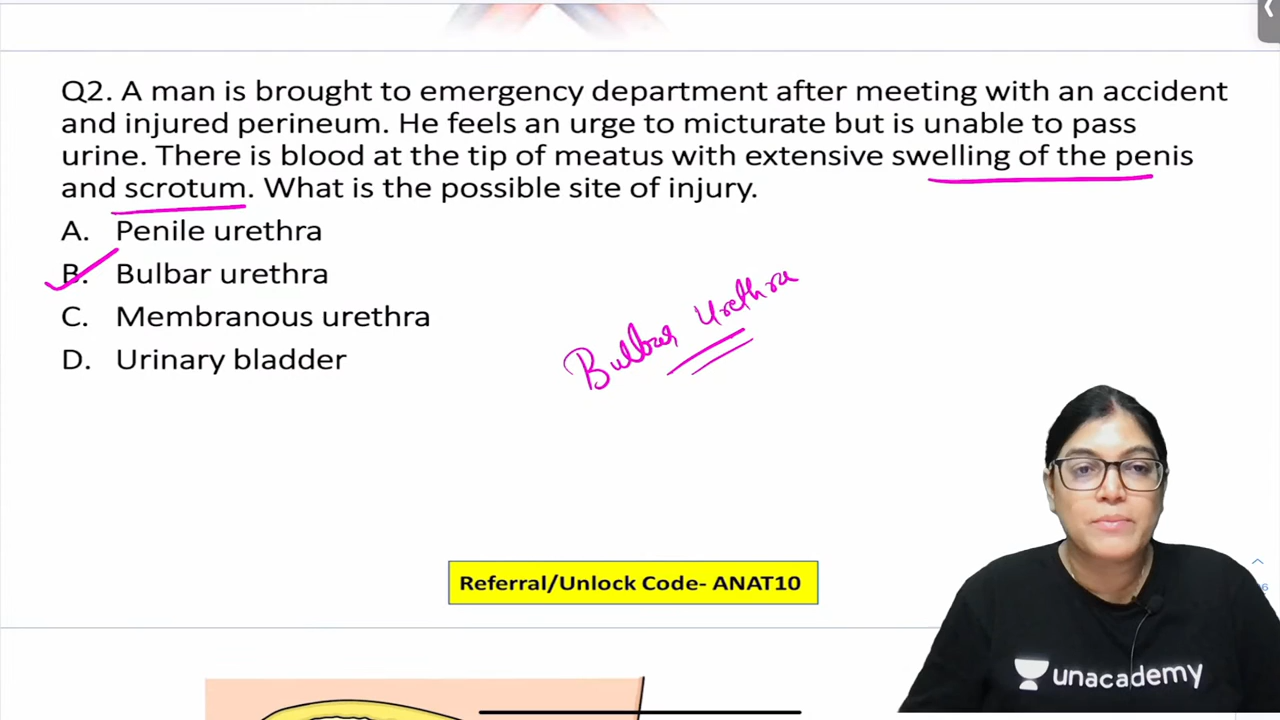 Q2. A man is brought to emergency department after meeting with an accident
and injured perineum. He feels an urge to micturate but is unable to pass
urine. There is blood at the tip of meatus with extensive swelling of the penis
and scrotum. What is the possible site of injury.
A. Penile urethra
B. Bulbar urethra
C. Membranous urethra
D. Urinary bladder
Bulbar Urethra
Referral/Unlock Code- ANAT10
unacademy